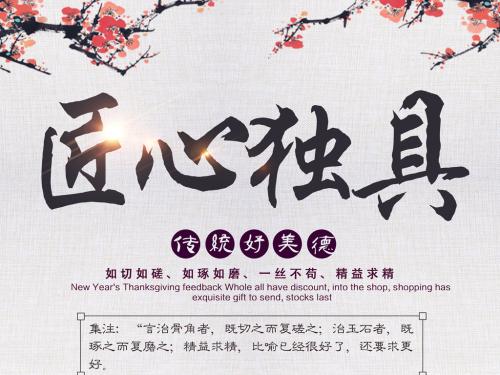 匠心独具
传统好美德
如切如磋、如琢如磨、一丝不苟、精益求精
New Year's Thanksgiving feedback Whole all have discount, into the shop, shopping has
exquisite gift to send, stocks last
集注：“言治骨角者，既切之而复磋之；治玉石者，既
琢之而复磨之；精益求精，比喻已经很好了，还要求更
好。